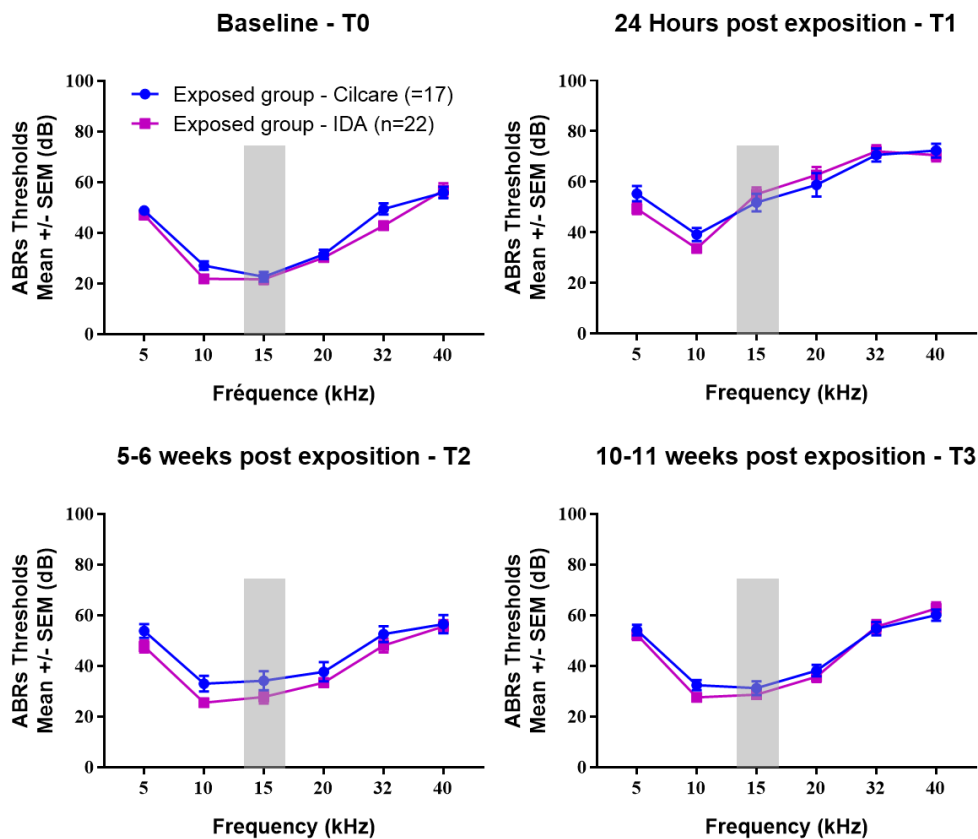 Baseline - T0
ABRs Thresholds
Mean +/- SEM (dB)
100
80
60
40
20
0
Exposed group - Cilcare (=17)
Exposed group - IDA (n=22)
5 10 15 20 32 40
Fréquence (kHz)
24 Hours post exposition - T1
ABRs Thresholds
Mean +/- SEM (dB)
100
80
60
40
20
0
5 10 15 20 32 40
Frequency (kHz)
5-6 weeks post exposition - T2
ABRs Thresholds
Mean +/- SEM (dB)
100
80
60
40
20
0
5 10 15 20 32 40
Frequency (kHz)
10-11 weeks post exposition - T3
ABRs Thresholds
Mean +/- SEM (dB)
100
80
60
40
20
0
5 10 15 20 32 40
Frequency (kHz)